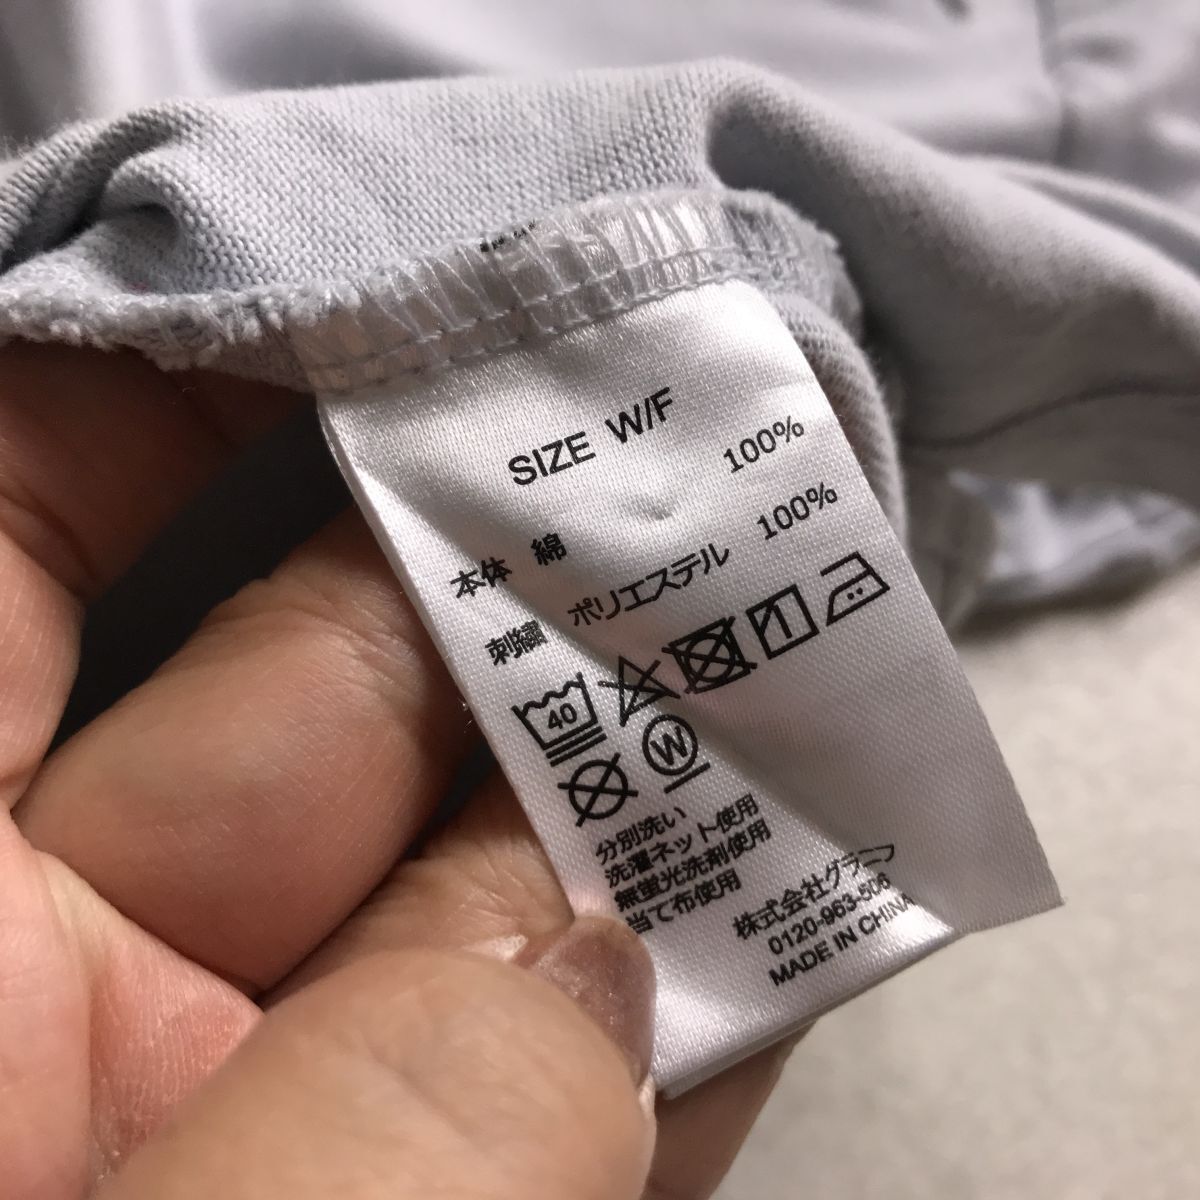 SIZE W/F
本体 綿 100%
刺繍 ポリエステル 100%
40
W
分別洗い
洗濯ネット使用
無蛍光洗剤使用
当て布使用
株式会社グラニフ
0120-963-506
MADE IN CHINA